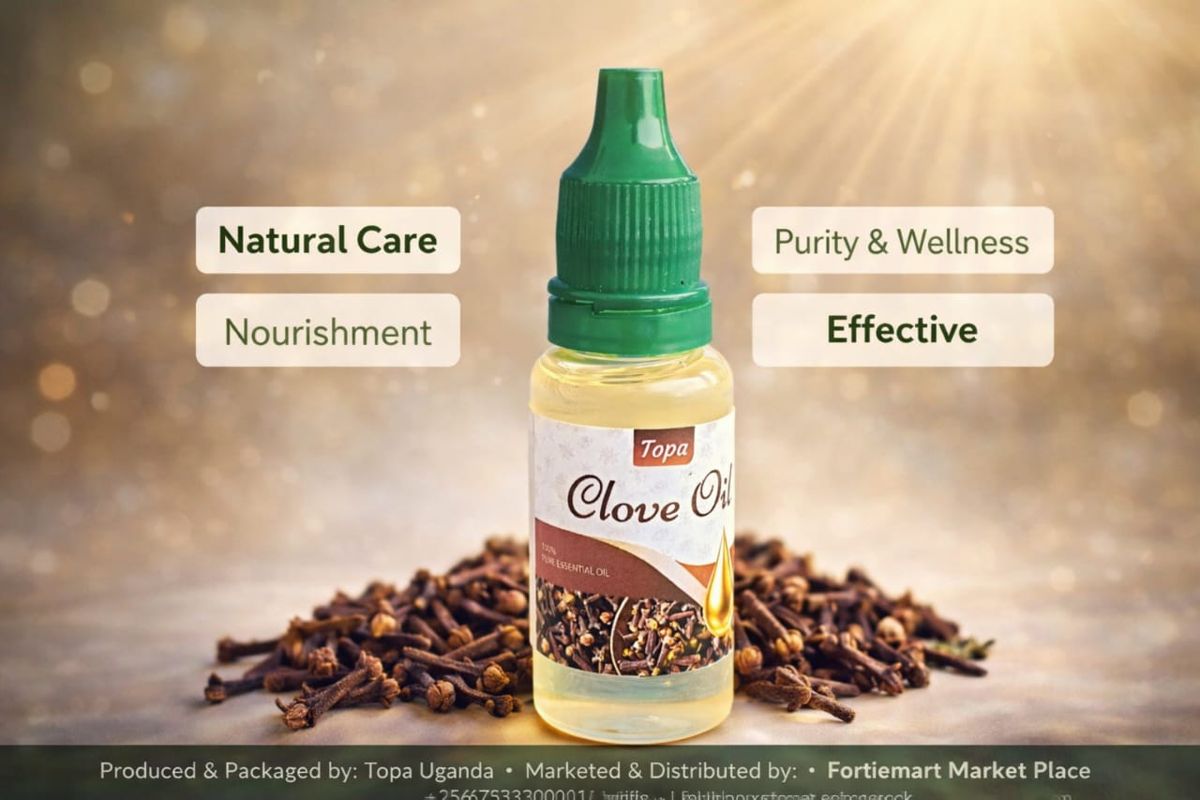 Natural Care
Purity & Wellness
Nourishment
Effective
Topa
Clove Oil
100%
PURE ESSENTIAL OIL
Produced & Packaged by: Topa Uganda • Marketed & Distributed by: • Fortiemart Market Place